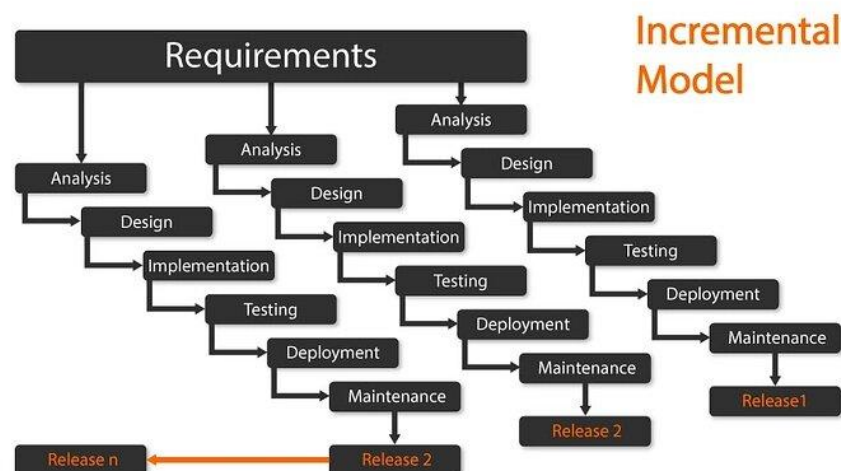 Incremental
Model
Requirements
Analysis
Design
Implementation
Testing
Deployment
Maintenance
Release 2
Release n
Analysis
Design
Implementation
Testing
Deployment
Maintenance
Release 2
Analysis
Design
Implementation
Testing
Deployment
Maintenance
Release1